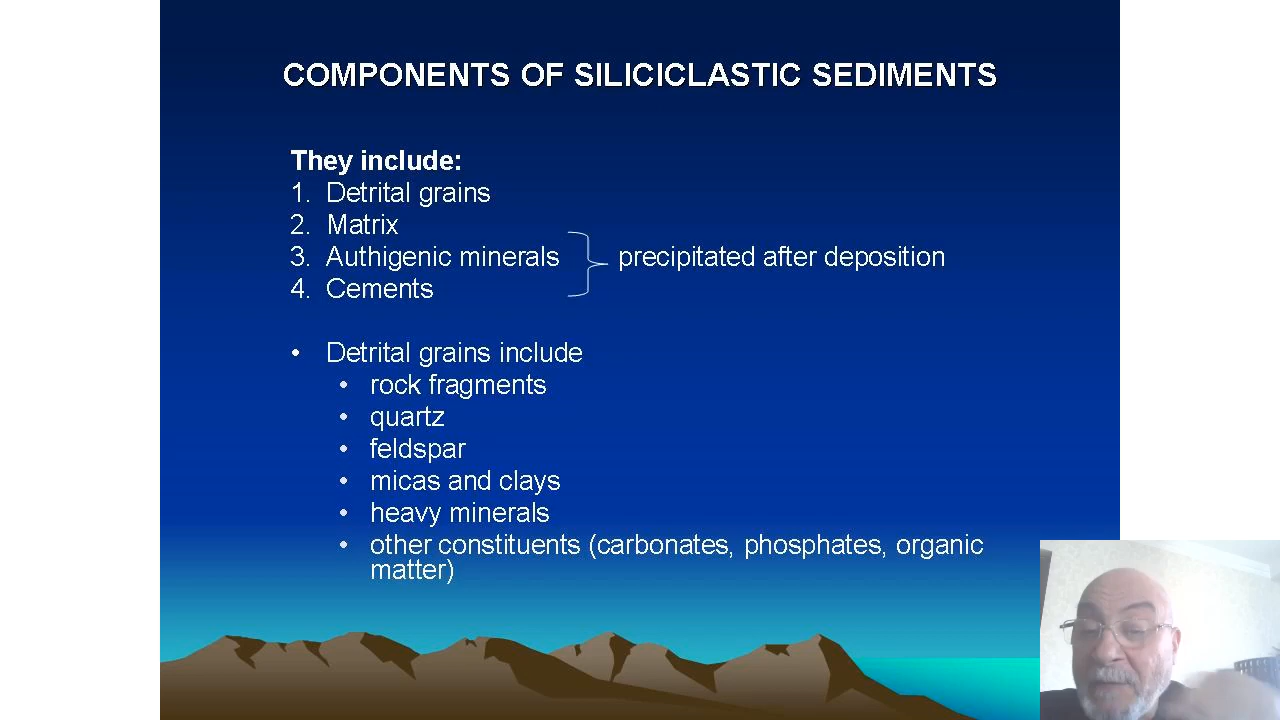 COMPONENTS OF SILICICLASTIC SEDIMENTS
They include:
1. Detrital grains
2. Matrix
3. Authigenic minerals precipitated after deposition
4. Cements
• Detrital grains include
• rock fragments
• quartz
• feldspar
• micas and clays
• heavy minerals
• other constituents (carbonates, phosphates, organic
matter)